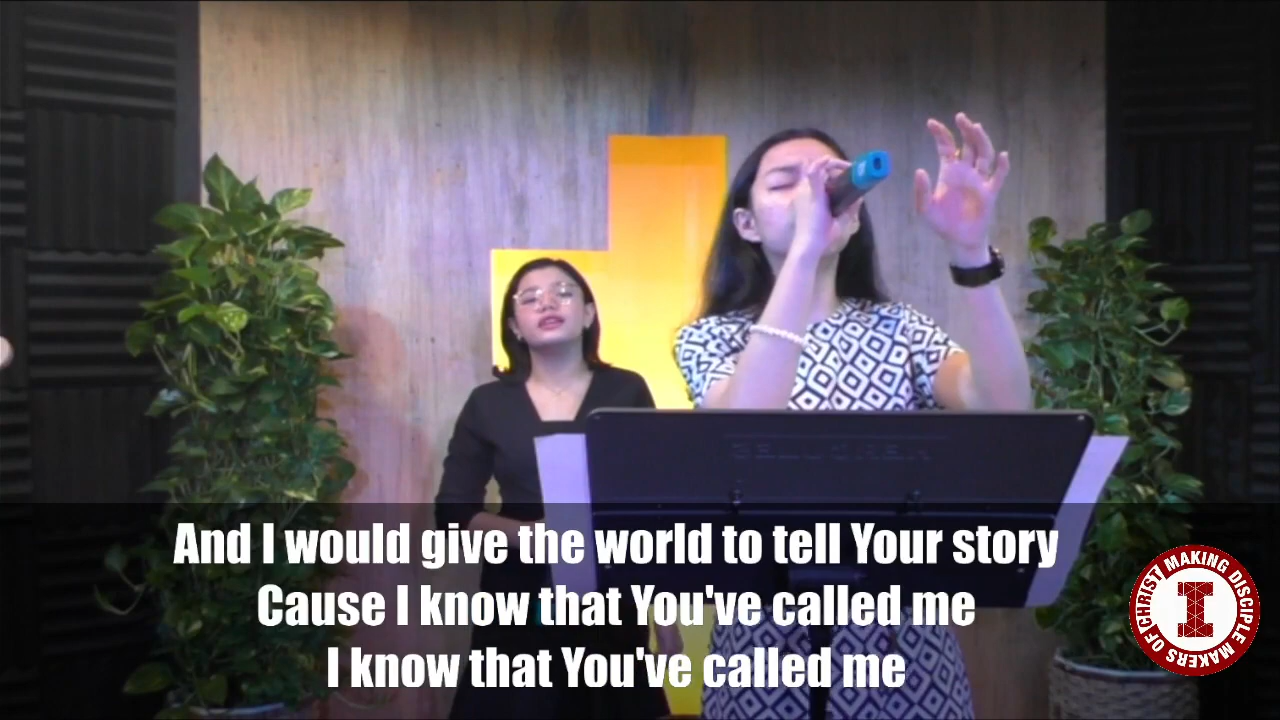 And I would give the world to tell Your story
Cause I know that You've called me
I know that You've called me
MAKING DISCIPLE MAKERS OF CHRIST
I